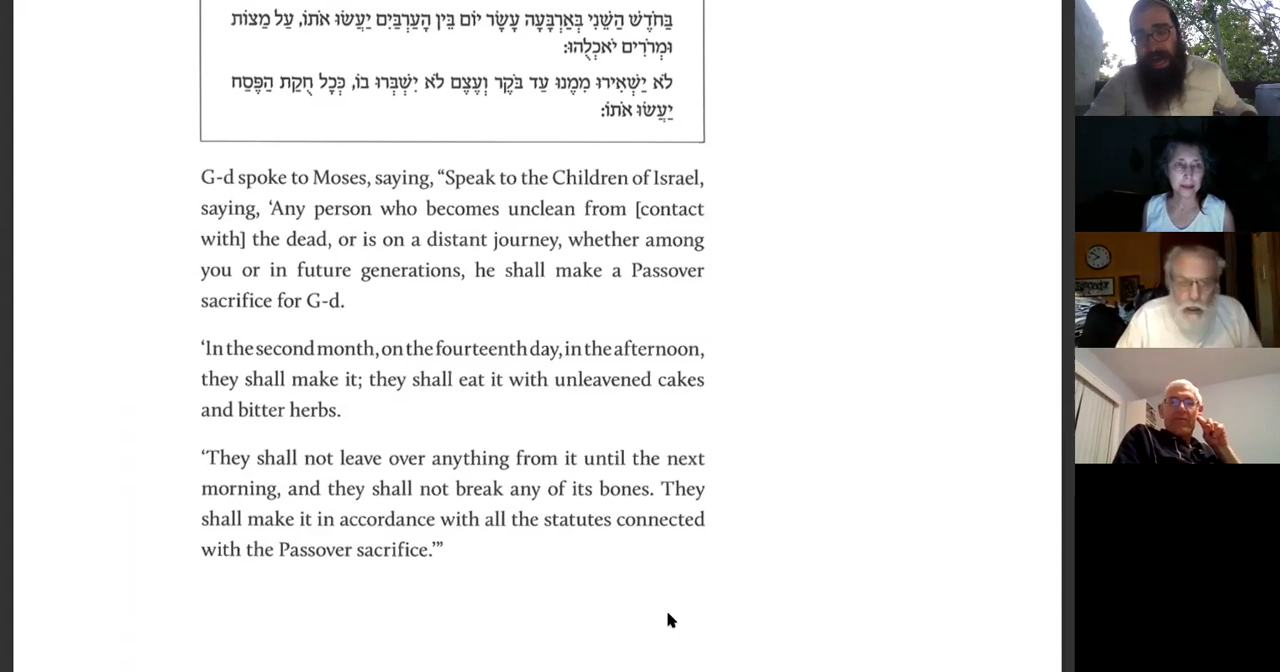 בַּחֹדֶשׁ הַשֵּׁנִי בְּאַרְבָּעָה עָשָׂר יוֹם בֵּין הָעַרְבַּיִם יַעֲשׂוּ אֹתוֹ, עַל מַצּוֹת
וּמְרֹרִים יֹאכְלֻהוּ:
לֹא יַשְׁאִירוּ מִמֶּנּוּ עַד בֹּקֶר וְעֶצֶם לֹא יִשְׁבְּרוּ בוֹ, כְּכָל חֻקַּת הַפֶּסַח
יַעֲשׂוּ אֹתוֹ:
G-d spoke to Moses, saying, “Speak to the Children of Israel,
saying, ‘Any person who becomes unclean from [contact
with] the dead, or is on a distant journey, whether among
you or in future generations, he shall make a Passover
sacrifice for G-d.
‘In the second month, on the fourteenth day, in the afternoon,
they shall make it; they shall eat it with unleavened cakes
and bitter herbs.
‘They shall not leave over anything from it until the next
morning, and they shall not break any of its bones. They
shall make it in accordance with all the statutes connected
with the Passover sacrifice.’”